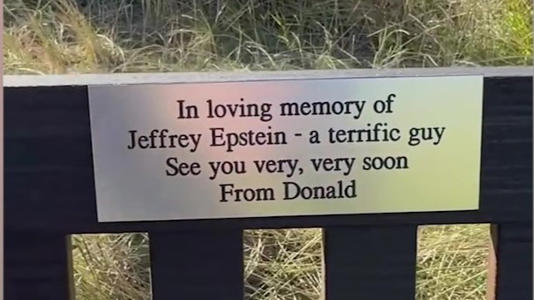 In loving memory of
Jeffrey Epstein - a terrific guy
See you very, very soon
From Donald